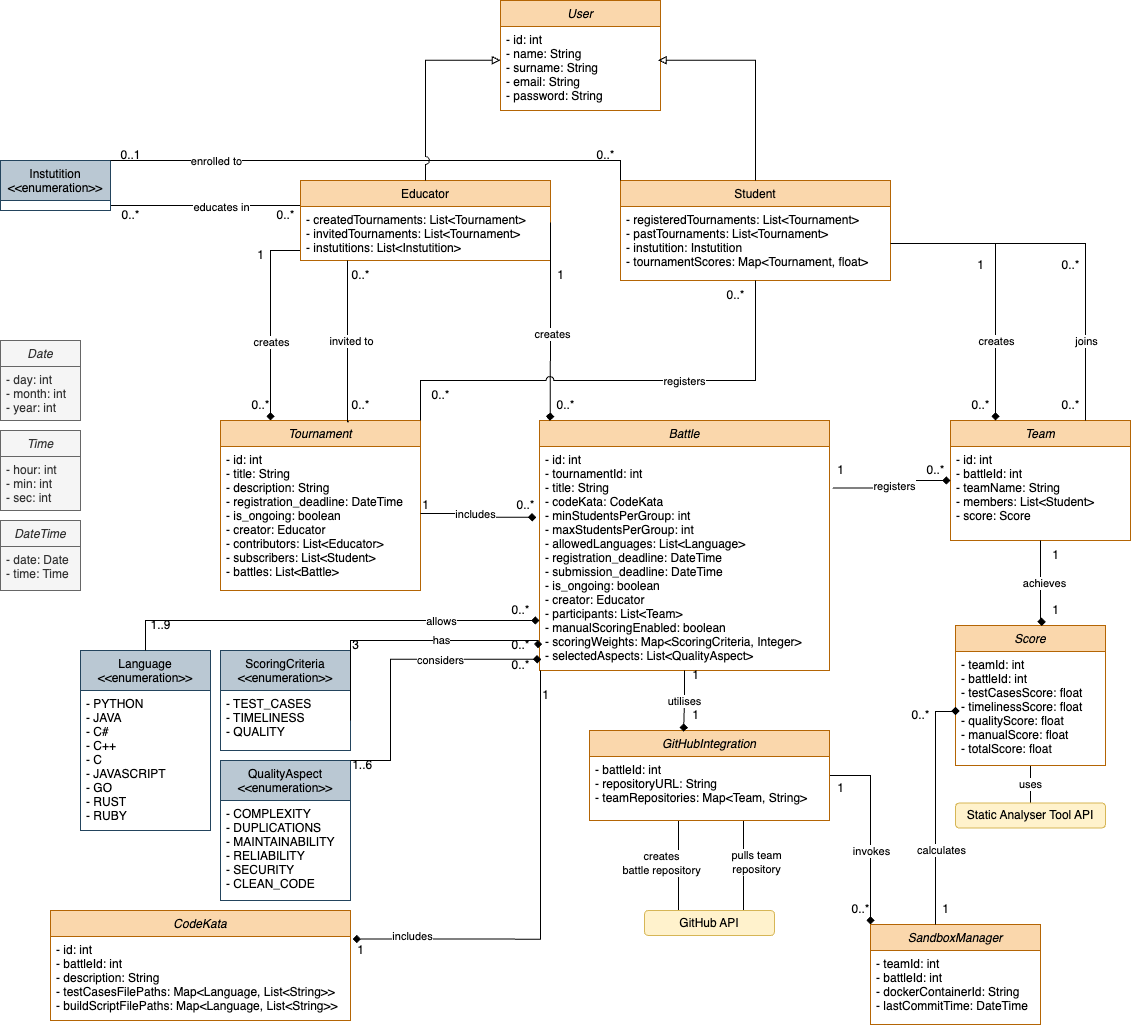 User
- id: int
- name: String
- surname: String
- email: String
- password: String
0..1
enrolled to
0..*
Instutition
<<enumeration>>
educates in
0..*
0..*
Educator
- createdTournaments: List<Tournament>
- invitedTournaments: List<Tournament>
- instutitions: List<Instutition>
Student
- registeredTournaments: List<Tournament>
- pastTournaments: List<Tournament>
- instutition: Instutition
- tournamentScores: Map<Tournament, float>
1
0..*
1
0..*
1
0..*
creates
invited to
creates
creates
joins
registers
0..*
0..*
0..*
0..*
0..*
0..*
Date
- day: int
- month: int
- year: int
Time
- hour: int
- min: int
- sec: int
DateTime
- date: Date
- time: Time
Tournament
- id: int
- title: String
- description: String
- registration_deadline: DateTime
- is_ongoing: boolean
- creator: Educator
- contributors: List<Educator>
- subscribers: List<Student>
- battles: List<Battle>
1
includes
0..*
Battle
- id: int
- tournamentId: int
- title: String
- codeKata: CodeKata
- minStudentsPerGroup: int
- maxStudentsPerGroup: int
- allowedLanguages: List<Language>
- registration_deadline: DateTime
- submission_deadline: DateTime
- is_ongoing: boolean
- creator: Educator
- participants: List<Team>
- manualScoringEnabled: boolean
- scoringWeights: Map<ScoringCriteria, Integer>
- selectedAspects: List<QualityAspect>
1
registers
0..*
Team
- id: int
- battleId: int
- teamName: String
- members: List<Student>
- score: Score
1
achieves
1
Score
- teamId: int
- battleId: int
- testCasesScore: float
- timelinessScore: float
- qualityScore: float
- manualScore: float
- totalScore: float
uses
Static Analyser Tool API
1..9
allows
0..*
3
has
0..*
considers
0..*
1..6
Language
<<enumeration>>
- PYTHON
- JAVA
- C#
- C++
- C
- JAVASCRIPT
- GO
- RUST
- RUBY
ScoringCriteria
<<enumeration>>
- TEST_CASES
- TIMELINESS
- QUALITY
QualityAspect
<<enumeration>>
- COMPLEXITY
- DUPLICATIONS
- MAINTAINABILITY
- RELIABILITY
- SECURITY
- CLEAN_CODE
1
includes
1
CodeKata
- id: int
- battleId: int
- description: String
- testCasesFilePaths: Map<Language, List<String>>
- buildScriptFilePaths: Map<Language, List<String>>
1
utilises
1
GitHubIntegration
- battleId: int
- repositoryURL: String
- teamRepositories: Map<Team, String>
creates
battle repository
pulls team
repository
GitHub API
1
invokes
0..*
0..*
calculates
1
SandboxManager
- teamId: int
- battleId: int
- dockerContainerId: String
- lastCommitTime: DateTime